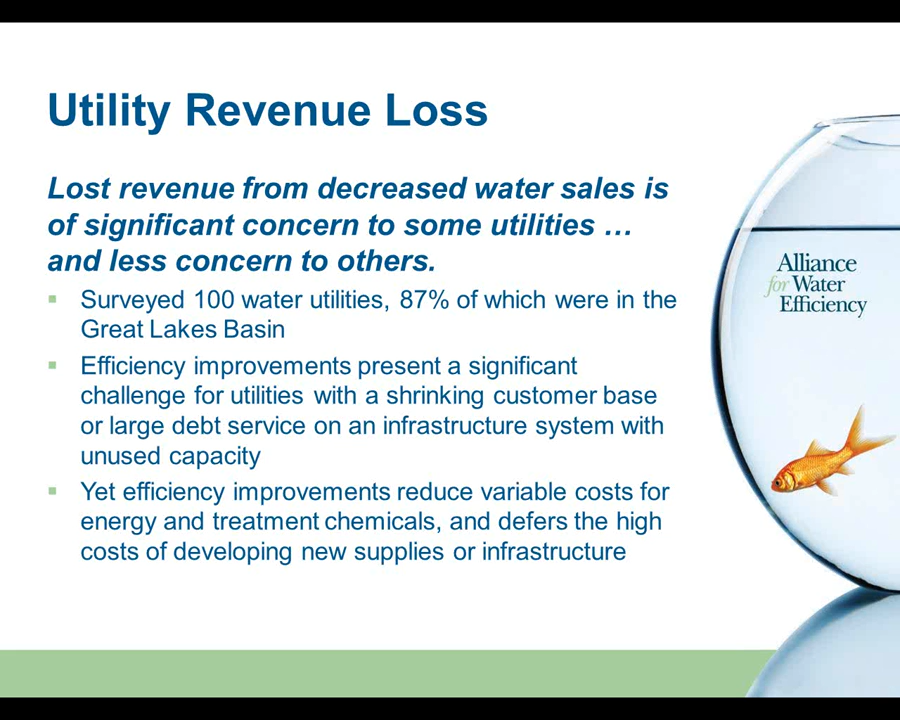 Utility Revenue Loss
Lost revenue from decreased water sales is
of significant concern to some utilities …
and less concern to others.
▪ Surveyed 100 water utilities, 87% of which were in the
Great Lakes Basin
▪ Efficiency improvements present a significant
challenge for utilities with a shrinking customer base
or large debt service on an infrastructure system with
unused capacity
▪ Yet efficiency improvements reduce variable costs for
energy and treatment chemicals, and defers the high
costs of developing new supplies or infrastructure
Alliance
for Water
Efficiency